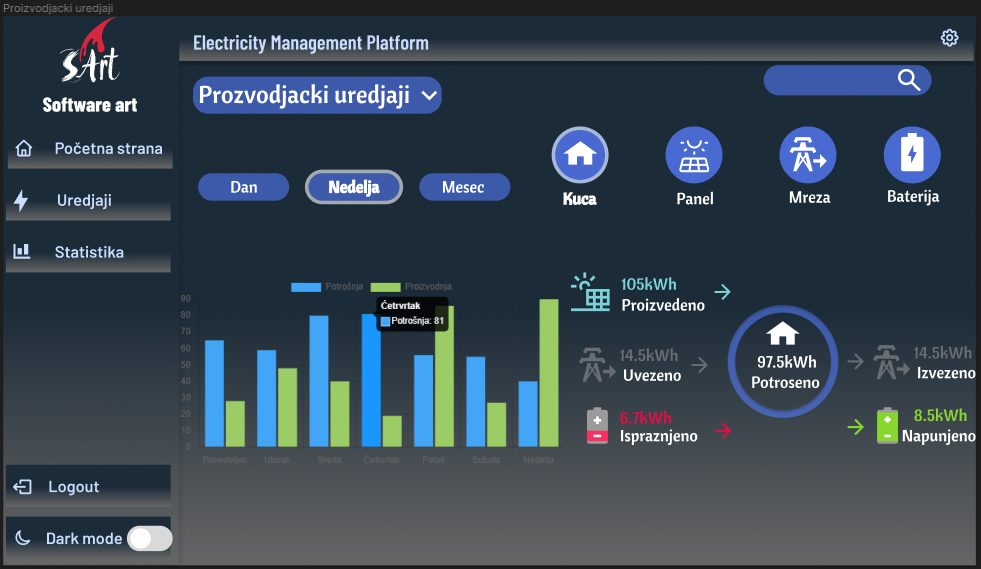 Proizvodjacki uredjaji
sArt
Software art
Electricity Management Platform
Prozvodjacki uredjaji
Početna strana
Uredjaji
Statistika
Dan
Nedelja
Mesec
Kuca
Panel
Mreza
Baterija
Potrošnja
Proizvodnja
Četvrtak
Potrošnja: 81
90
80
70
60
50
40
30
20
10
0
Ponedeljak
Utorak
Sreda
Četvrtak
Petak
Subota
Nedelja
105kWh
Proizvedeno
14.5kWh
Uvezeno
6.7kWh
Ispraznjeno
97.5kWh
Potroseno
14.5kWh
Izvezeno
8.5kWh
Napunjeno
Logout
Dark mode